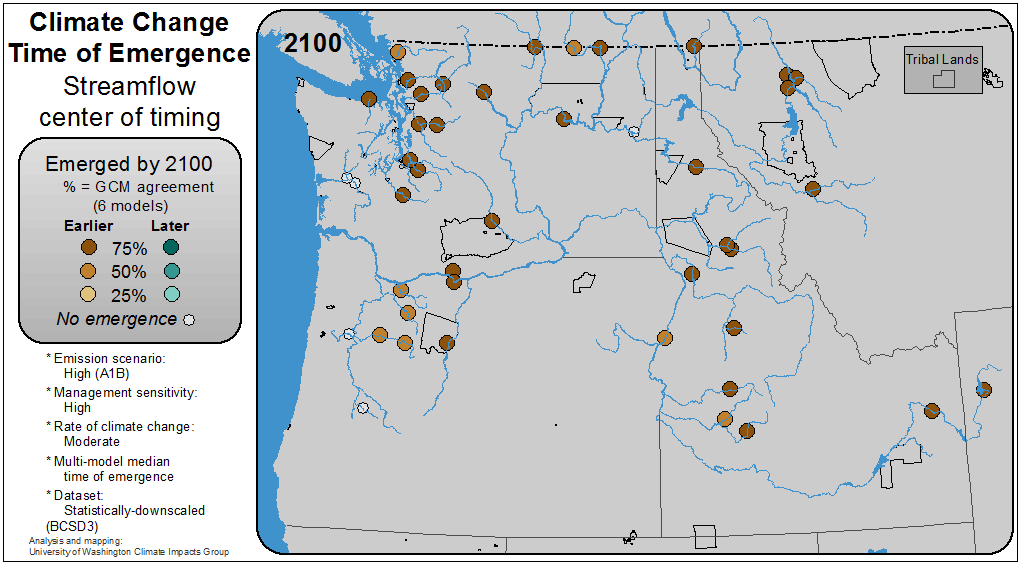 Climate Change
Time of Emergence
Streamflow
center of timing
Emerged by 2100
% = GCM agreement
(6 models)
Earlier Later
75%
50%
25%
No emergence
* Emission scenario:
High (A1B)
* Management sensitivity:
High
* Rate of climate change:
Moderate
* Multi-model median
time of emergence
* Dataset:
Statistically-downscaled
(BCSD3)
Analysis and mapping:
University of Washington Climate Impacts Group
2100
Tribal Lands